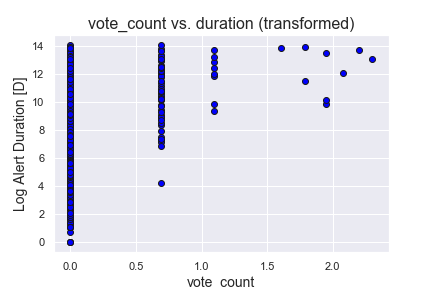 vote_count vs. duration (transformed)
Log Alert Duration [D]
14
12
10
8
6
4
2
0
0.0 0.5 1.0 1.5 2.0
vote_count